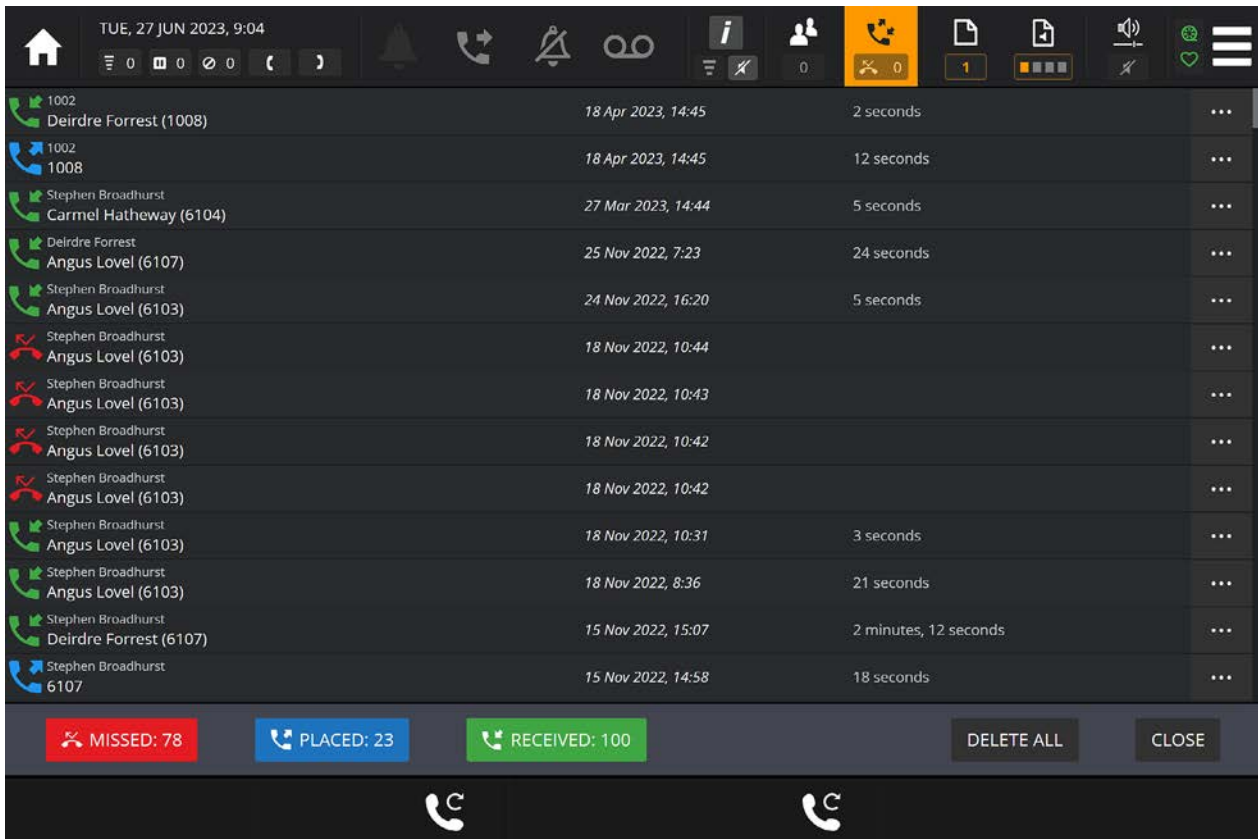 TUE, 27 JUN 2023, 9:04
0 0 0
i
0
0
1
1002
Deirdre Forrest (1008) 18 Apr 2023, 14:45 2 seconds ...
1002
1008 18 Apr 2023, 14:45 12 seconds ...
Stephen Broadhurst
Carmel Hatheway (6104) 27 Mar 2023, 14:44 5 seconds ...
Deirdre Forrest
Angus Lovel (6107) 25 Nov 2022, 7:23 24 seconds ...
Stephen Broadhurst
Angus Lovel (6103) 24 Nov 2022, 16:20 5 seconds ...
Stephen Broadhurst
Angus Lovel (6103) 18 Nov 2022, 10:44 ...
Stephen Broadhurst
Angus Lovel (6103) 18 Nov 2022, 10:43 ...
Stephen Broadhurst
Angus Lovel (6103) 18 Nov 2022, 10:42 ...
Stephen Broadhurst
Angus Lovel (6103) 18 Nov 2022, 10:42 ...
Stephen Broadhurst
Angus Lovel (6103) 18 Nov 2022, 10:31 3 seconds ...
Stephen Broadhurst
Angus Lovel (6103) 18 Nov 2022, 8:36 21 seconds ...
Stephen Broadhurst
Deirdre Forrest (6107) 15 Nov 2022, 15:07 2 minutes, 12 seconds ...
Stephen Broadhurst
6107 15 Nov 2022, 14:58 18 seconds ...
MISSED: 78 PLACED: 23 RECEIVED: 100 DELETE ALL CLOSE